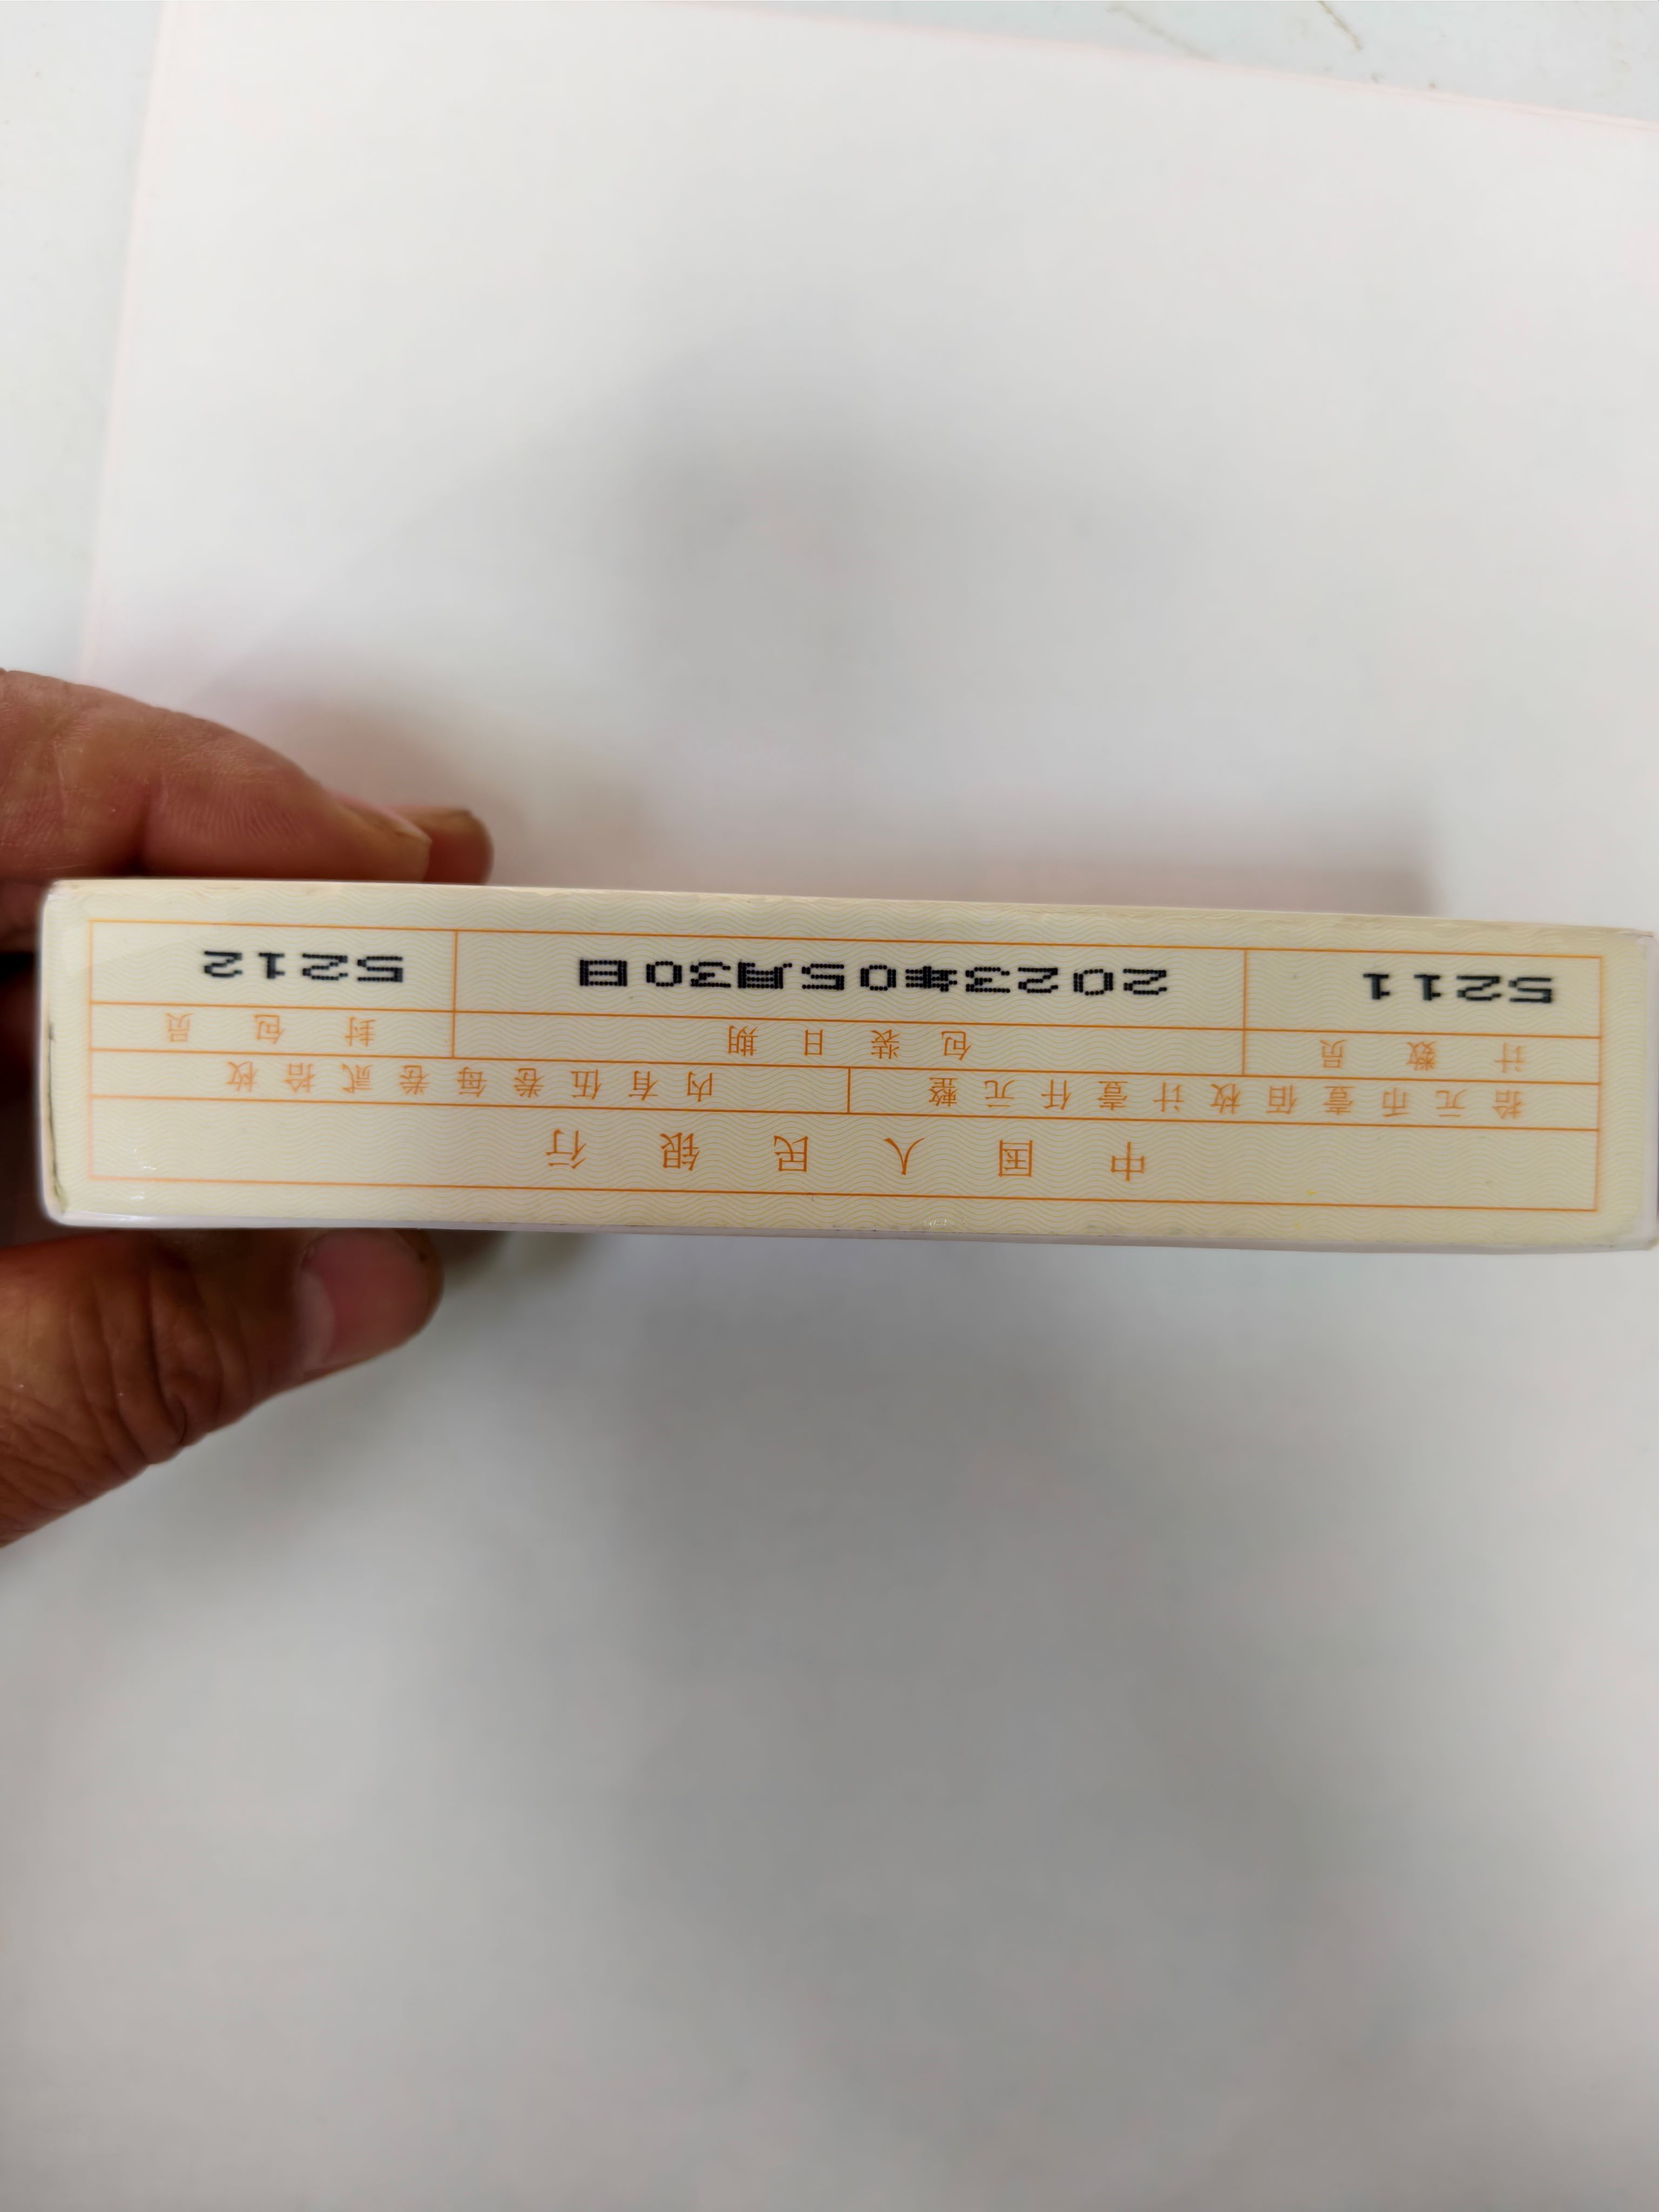 中国人民银行
拾元币壹佰枚计壹仟元整 内有伍卷每卷贰拾枚
计数员 包装日期 封包员
5211 2023年05月30日 5212